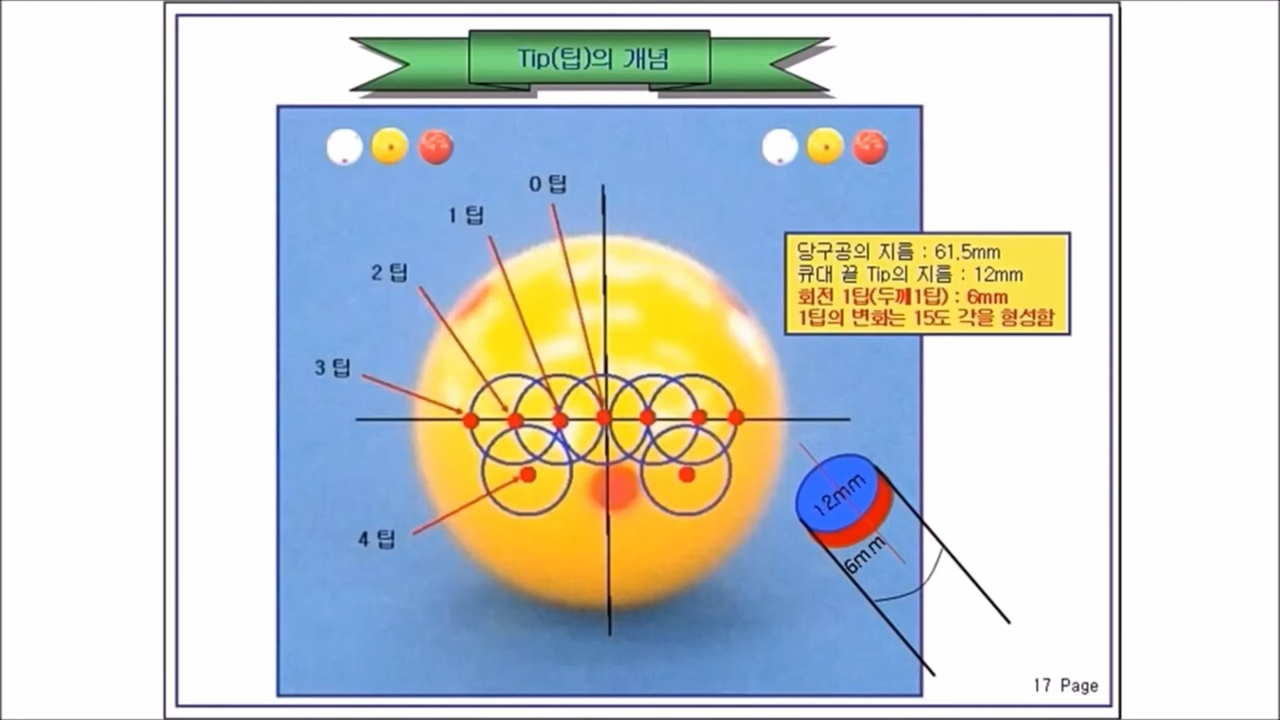 Tip(팁)의 개념
0 팁
1 팁
2 팁
3 팁
4 팁
당구공의 지름 : 61.5mm
큐대 끝 Tip의 지름 : 12mm
회전 1팁(두께1팁) : 6mm
1팁의 변화는 15도 각을 형성함
12mm
6mm
17 Page